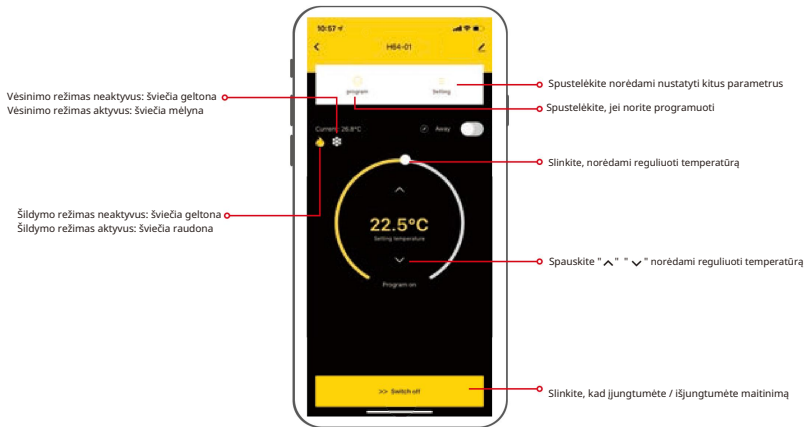 10:57
H64-01
program
Setting
Vėsinimo režimas neaktyvus: šviečia geltona
Vėsinimo režimas aktyvus: šviečia mėlyna
Spustelėkite norėdami nustatyti kitus parametrus
Spustelėkite, jei norite programuoti
Current 26.8°C
Away
Slinkite, norėdami reguliuoti temperatūrą
Šildymo režimas neaktyvus: šviečia geltona
Šildymo režimas aktyvus: šviečia raudona
22.5°C
Setting temperature
Spauskite " ^ " " ⌄ " norėdami reguliuoti temperatūrą
Program on
>> Switch off
Slinkite, kad įjungtumėte / išjungtumėte maitinimą